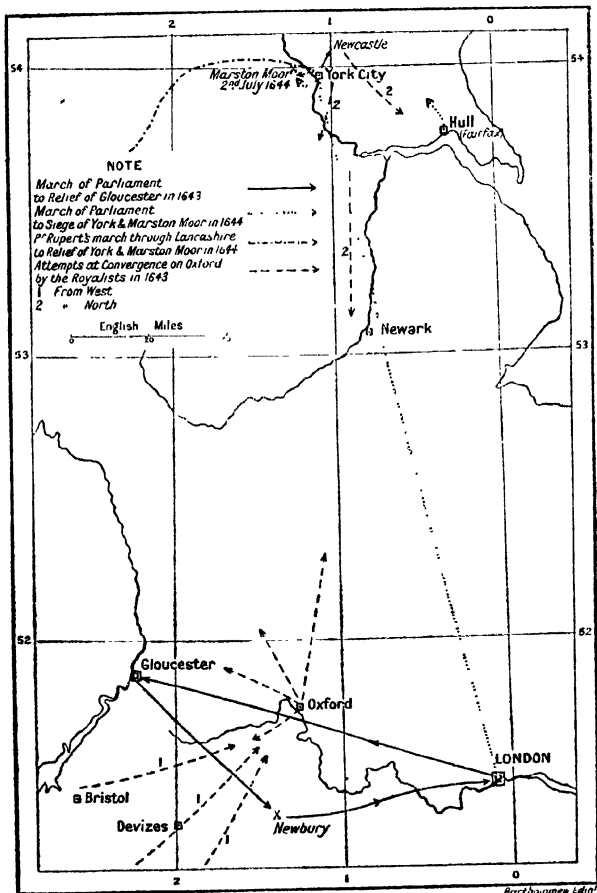 2
1
0
54
54
Newcastle
Marston Moor
2nd July 1644
York City
2
2
Hull
(Fairfax)
NOTE
March of Parliament
to Relief of Gloucester in 1643
March of Parliament
to Siege of York & Marston Moor in 1644
Pr Rupert's march through Lancashire
to Relief of York & Marston Moor in 1644
Attempts at Convergence on Oxford
by the Royalists in 1643
1 From West
2 " North
2
English Miles
0 20
Newark
53
53
52
52
Gloucester
Oxford
LONDON
1
Bristol
1
Devizes
Newbury
1
2
1
0